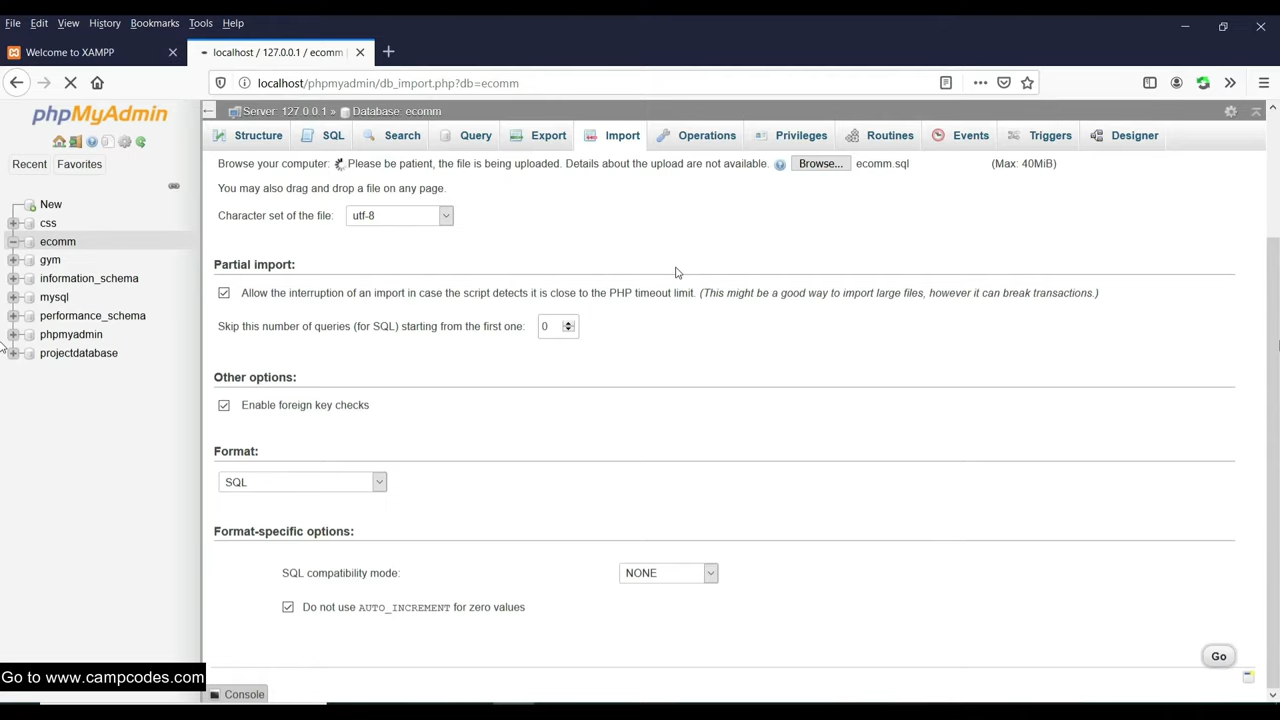 File Edit View History Bookmarks Tools Help
Welcome to XAMPP
localhost / 127.0.0.1 / ecomm
localhost/phpmyadmin/db_import.php?db=ecomm
phpMyAdmin
Recent Favorites
New
css
ecomm
gym
information_schema
mysql
performance_schema
phpmyadmin
projectdatabase
Server: 127.0.0.1 » Database: ecomm
Structure SQL Search Query Export Import Operations Privileges Routines Events Triggers Designer
Browse your computer: Please be patient, the file is being uploaded. Details about the upload are not available. Browse... ecomm.sql (Max: 40MiB)
You may also drag and drop a file on any page.
Character set of the file: utf-8
Partial import:
Allow the interruption of an import in case the script detects it is close to the PHP timeout limit. (This might be a good way to import large files, however it can break transactions.)
Skip this number of queries (for SQL) starting from the first one: 0
Other options:
Enable foreign key checks
Format:
SQL
Format-specific options:
SQL compatibility mode: NONE
Do not use AUTO_INCREMENT for zero values
Go
Go to www.campcodes.com
Console